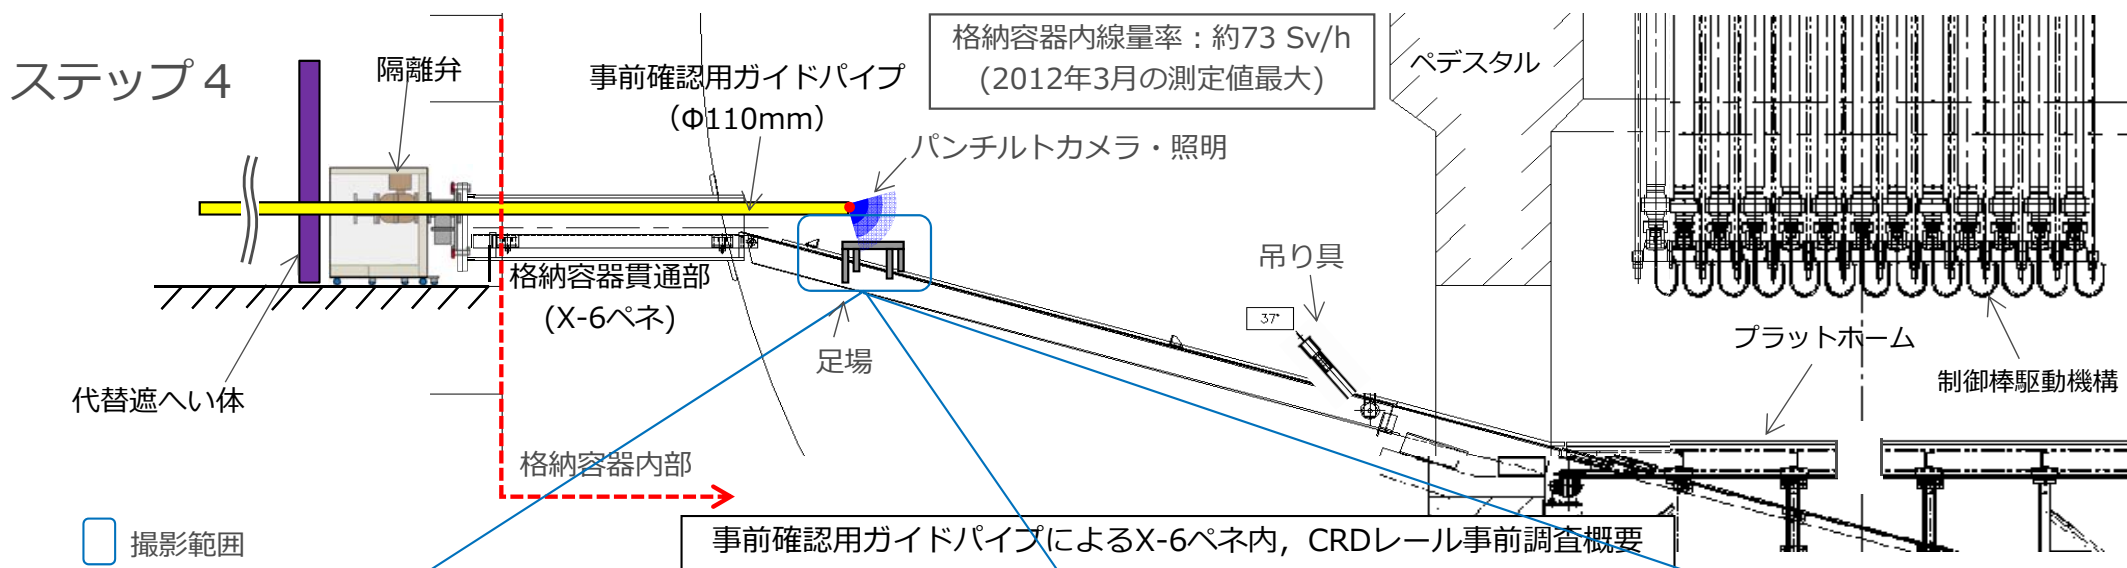 ステップ４
隔離弁
事前確認用ガイドパイプ
（Φ110mm）
格納容器内線量率：約73 Sv/h
(2012年3月の測定値最大)
ペデスタル
パンチルトカメラ・照明
格納容器貫通部
(X-6ペネ)
吊り具
37°
足場
プラットホーム
制御棒駆動機構
代替遮へい体
格納容器内部
撮影範囲
事前確認用ガイドパイプによるX-6ペネ内，CRDレール事前調査概要